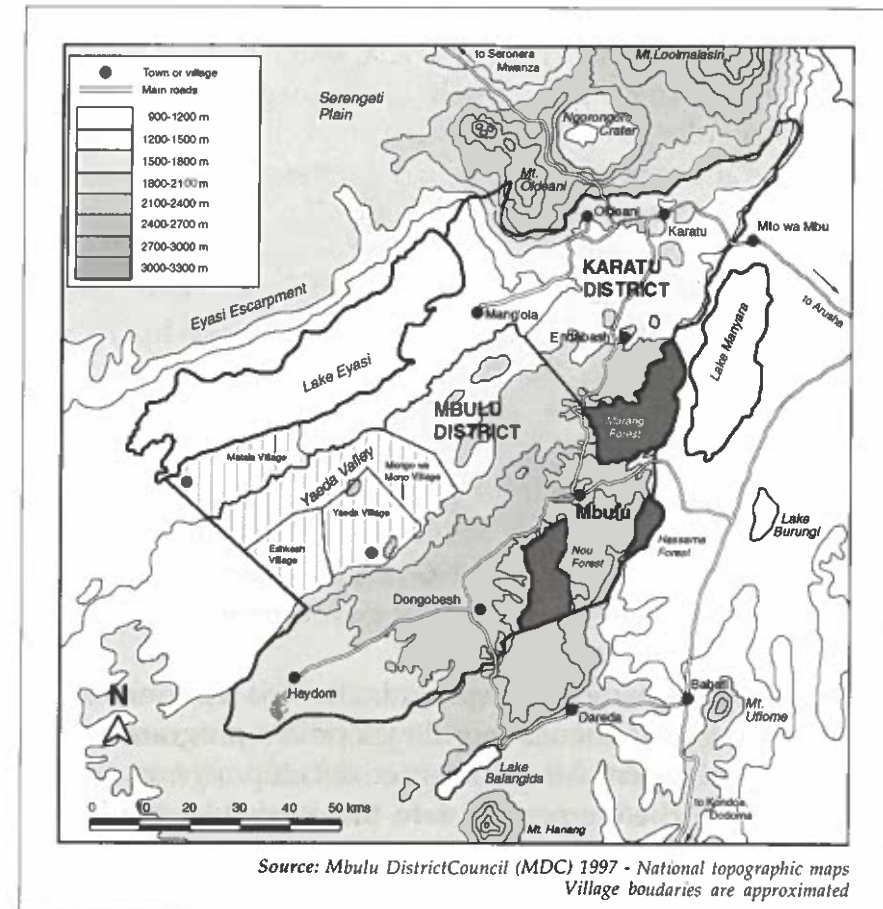 Town or village
Main roads
900-1200 m
1200-1500 m
1500-1800 m
1800-2100 m
2100-2400 m
2400-2700 m
2700-3000 m
3000-3300 m
to Seronera
Mwanza
Mt. Loolmalasin
Serengeti
Plain
Ngorongoro
Crater
Mt.
Oldeani
Oldeani
Karatu
Mto wa Mbu
KARATU
DISTRICT
to Arusha
Eyasi Escarpment
Mang'ola
Endabash
Lake Manyara
Lake Eyasi
MBULU
DISTRICT
Marang
Forest
Matala Village
Yaeda Valley
Mongo wa
Mono Village
Yaeda Village
Mbulu
Eshkesh
Village
Nou
Forest
Hassama
Forest
Lake
Burungi
Dongobesh
Haydom
N
Babati
Dareda
Mt.
Ufiome
Lake
Balangida
to Kondoa,
Dodoma
0 10 20 30 40 50 kms
Mt. Hanang
Source: Mbulu DistrictCouncil (MDC) 1997 - National topographic maps
Village boudaries are approximated